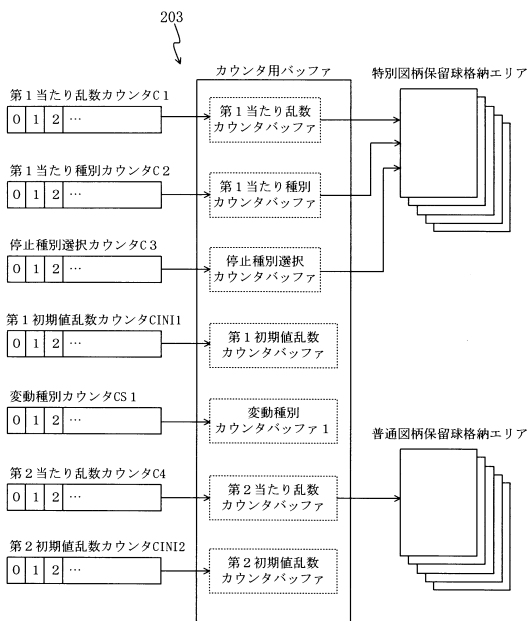 203
カウンタ用バッファ
特別図柄保留球格納エリア
第1当たり乱数カウンタC1
0 1 2 …
第1当たり乱数
カウンタバッファ
第1当たり種別カウンタC2
0 1 2 …
第1当たり種別
カウンタバッファ
停止種別選択カウンタC3
0 1 2 …
停止種別選択
カウンタバッファ
第1初期値乱数カウンタCINI1
0 1 2 …
第1初期値乱数
カウンタバッファ
変動種別カウンタCS1
0 1 2 …
変動種別
カウンタバッファ1
普通図柄保留球格納エリア
第2当たり乱数カウンタC4
0 1 2 …
第2当たり乱数
カウンタバッファ
第2初期値乱数カウンタCINI2
0 1 2 …
第2初期値乱数
カウンタバッファ